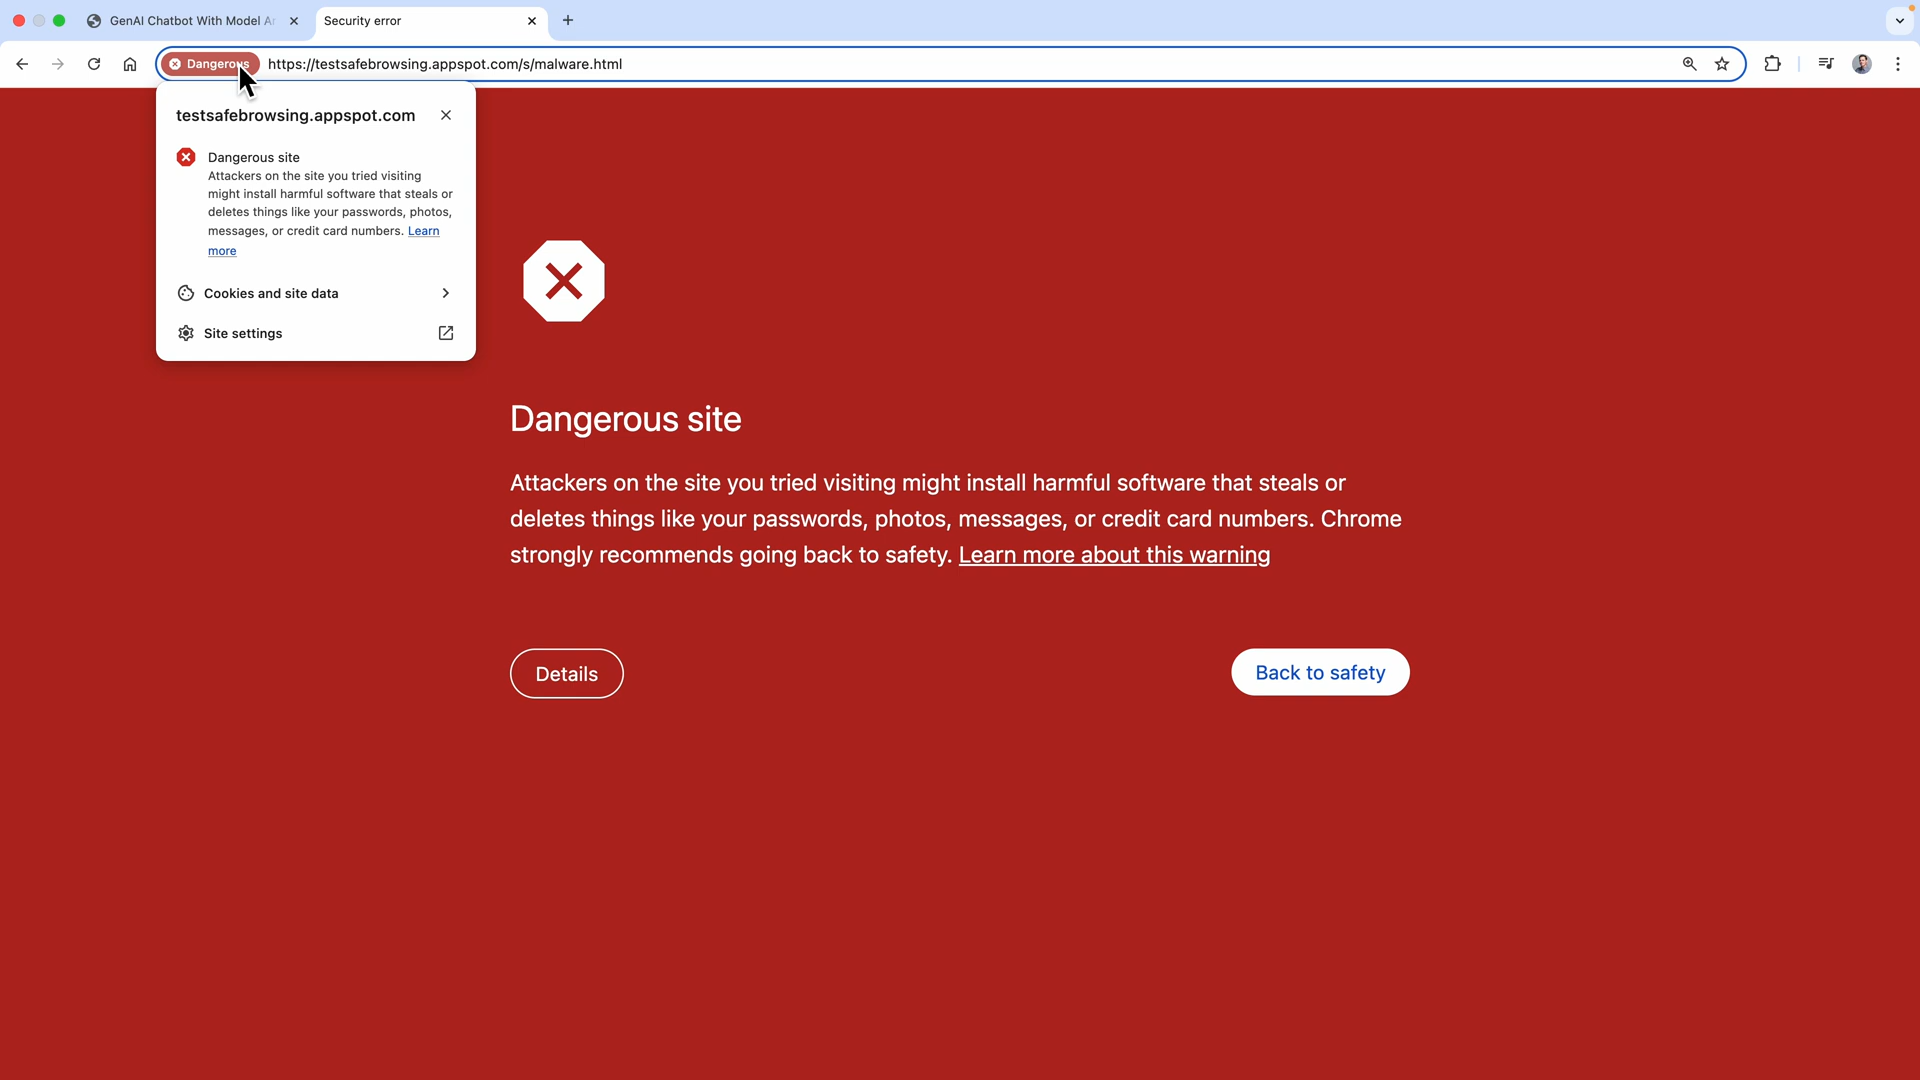 GenAI Chatbot With Model A
Security error
Dangerous
https://testsafebrowsing.appspot.com/s/malware.html
testsafebrowsing.appspot.com
Dangerous site
Attackers on the site you tried visiting
might install harmful software that steals or
deletes things like your passwords, photos,
messages, or credit card numbers. Learn
more
Cookies and site data
Site settings
Dangerous site
Attackers on the site you tried visiting might install harmful software that steals or
deletes things like your passwords, photos, messages, or credit card numbers. Chrome
strongly recommends going back to safety. Learn more about this warning
Details
Back to safety